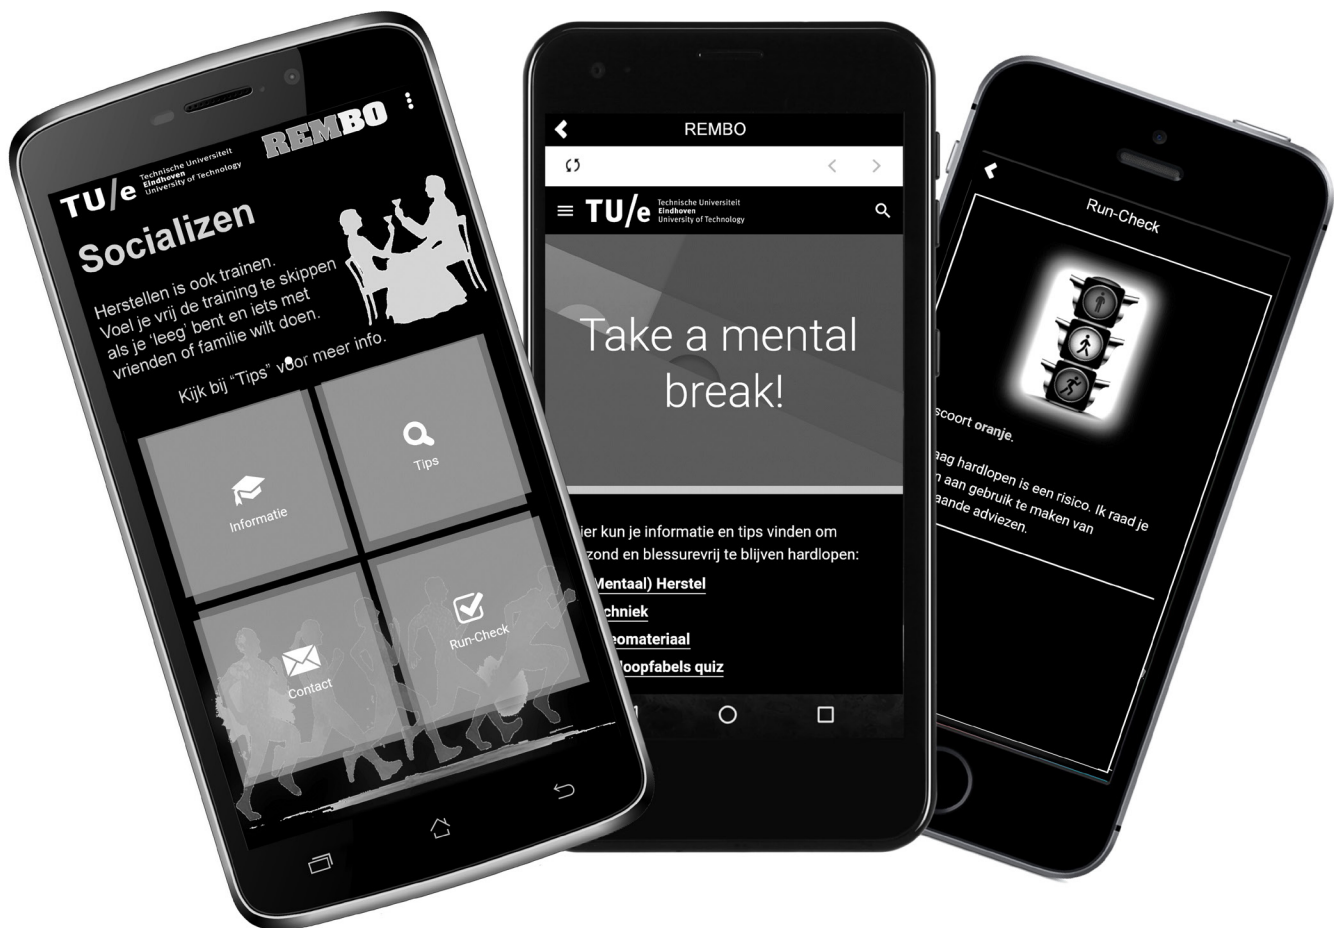 TU/e
Technische Universiteit
Eindhoven
University of Technology
REMBO
Socializen
Herstellen is ook trainen.
Voel je vrij de training te skippen
als je 'leeg' bent en iets met
vrienden of familie wilt doen.
Kijk bij "Tips" voor meer info.
Informatie
Tips
Contact
Run-Check
REMBO
TU/e
Technische Universiteit
Eindhoven
University of Technology
Take a mental
break!
ier kun je informatie en tips vinden om
zond en blessurevrij te blijven hardlopen:
Mentaal) Herstel
chniek
eomateriaal
loopfabels quiz
Run-Check
scoort oranje.
aag hardlopen is een risico. Ik raad je
aan gebruik te maken van
aande adviezen.